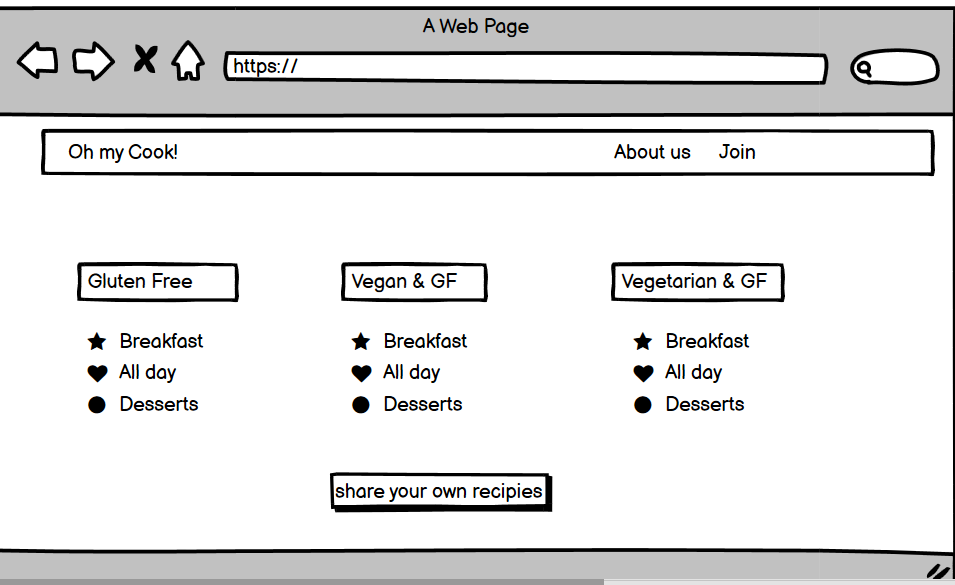 A Web Page
https://
Oh my Cook! About us Join
Gluten Free Vegan & GF Vegetarian & GF
Breakfast Breakfast Breakfast
All day All day All day
Desserts Desserts Desserts
share your own recipies